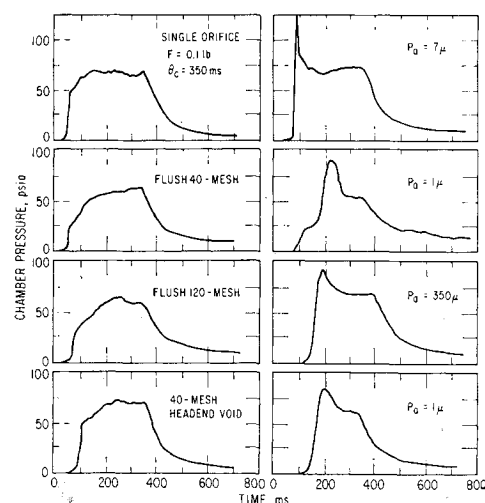 100
50
0
SINGLE ORIFICE
F = 0.1 lb
θc = 350 ms
Pa = 7μ
100
50
0
FLUSH 40-MESH
Pa = 1μ
100
50
0
FLUSH 120-MESH
Pa = 350μ
100
50
0
40-MESH
HEADEND VOID
Pa = 1μ
CHAMBER PRESSURE, psia
0 200 400 600 800 0 200 400 600 800
TIME ms